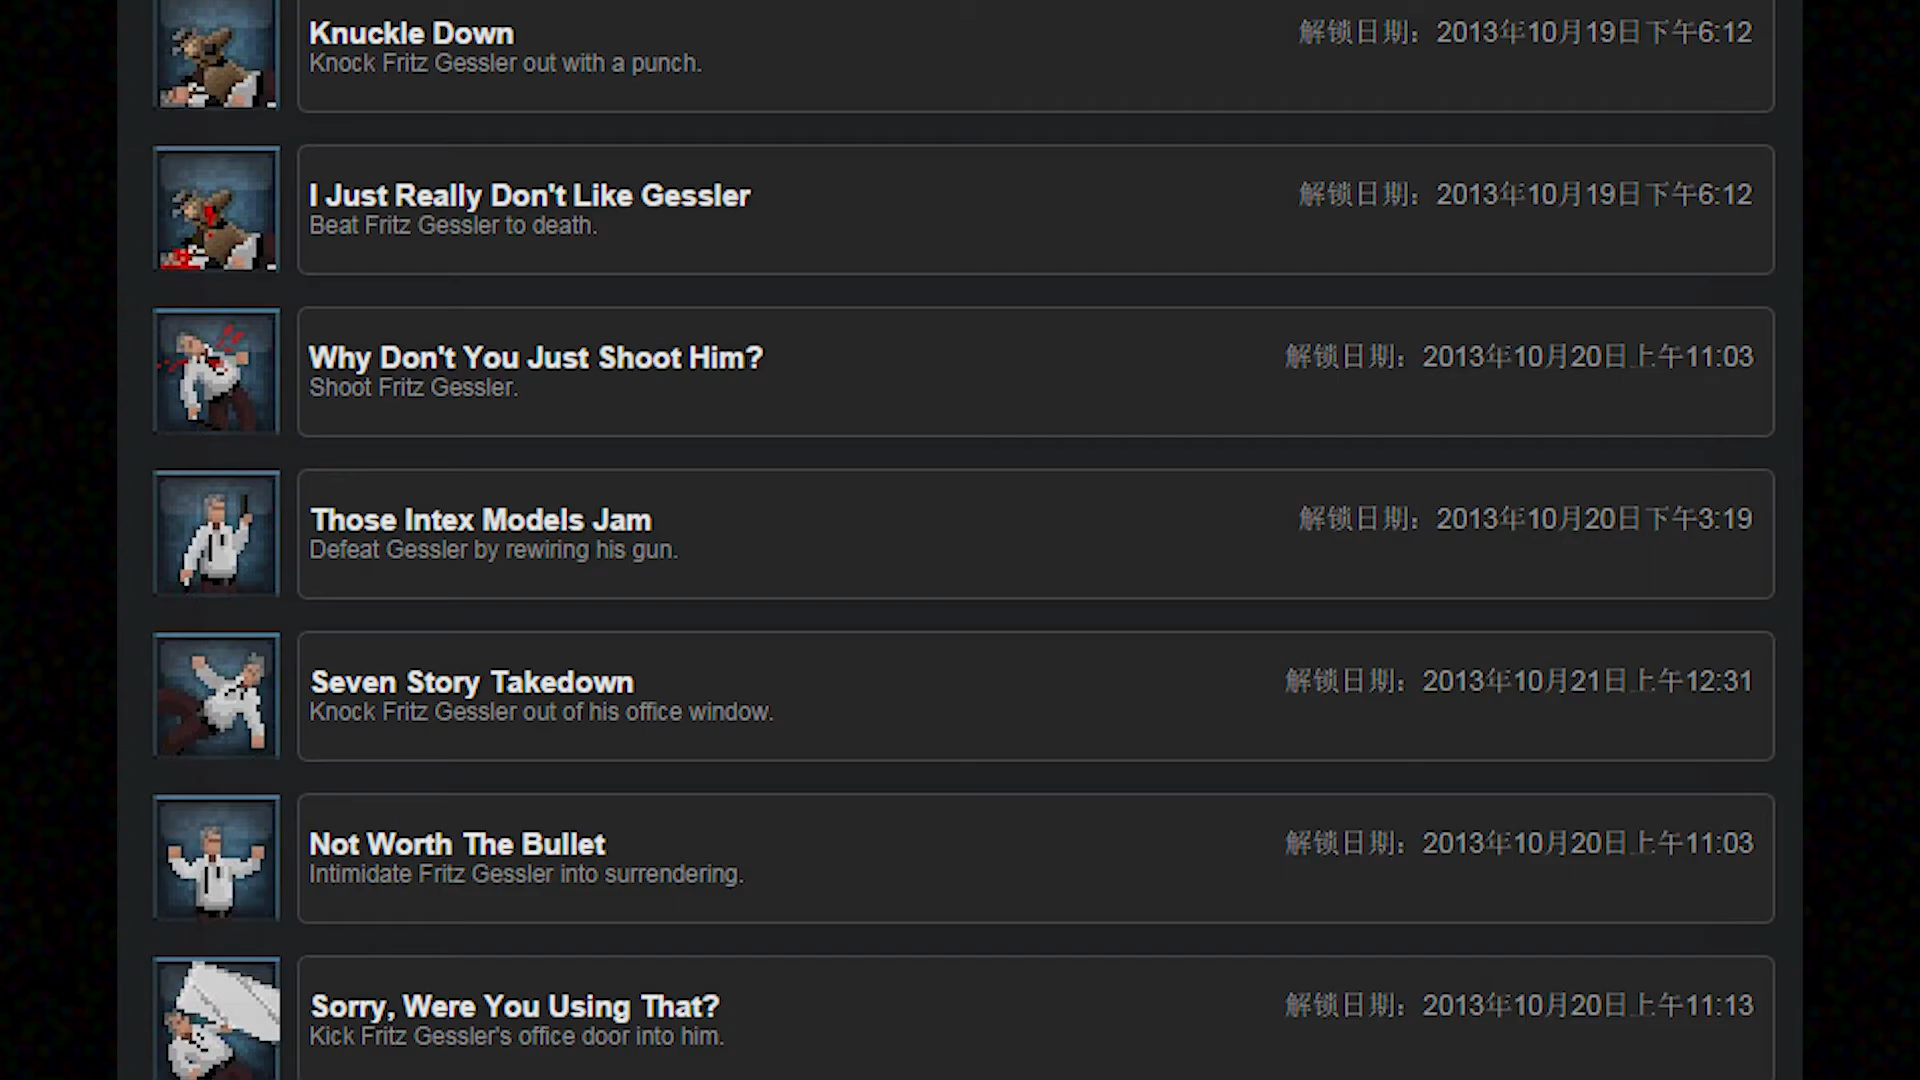 Knuckle Down
解锁日期：2013年10月19日下午6:12
Knock Fritz Gessler out with a punch.
I Just Really Don't Like Gessler
解锁日期：2013年10月19日下午6:12
Beat Fritz Gessler to death.
Why Don't You Just Shoot Him?
解锁日期：2013年10月20日上午11:03
Shoot Fritz Gessler.
Those Intex Models Jam
解锁日期：2013年10月20日下午3:19
Defeat Gessler by rewiring his gun.
Seven Story Takedown
解锁日期：2013年10月21日上午12:31
Knock Fritz Gessler out of his office window.
Not Worth The Bullet
解锁日期：2013年10月20日上午11:03
Intimidate Fritz Gessler into surrendering.
Sorry, Were You Using That?
解锁日期：2013年10月20日上午11:13
Kick Fritz Gessler's office door into him.